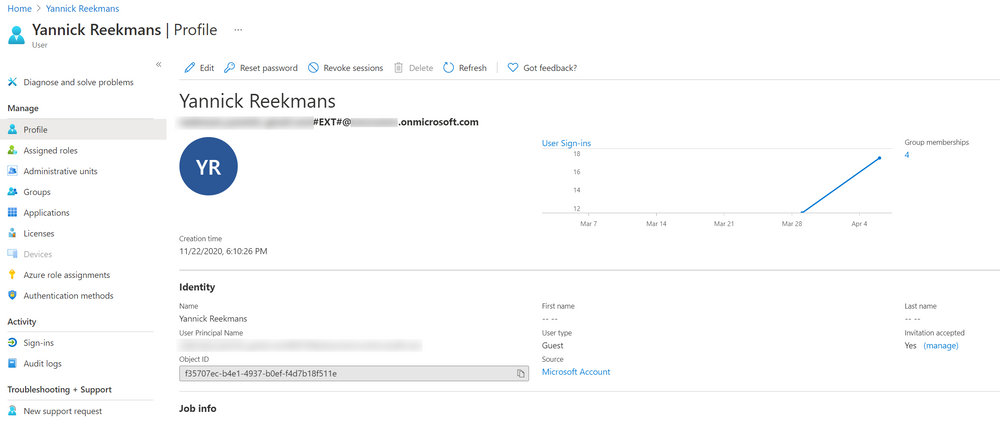 Home > Yannick Reekmans
Yannick Reekmans | Profile ...
User
«
Diagnose and solve problems
Manage
Profile
Assigned roles
Administrative units
Groups
Applications
Licenses
Devices
Azure role assignments
Authentication methods
Activity
Sign-ins
Audit logs
Troubleshooting + Support
New support request
Edit
Reset password
Revoke sessions
Delete
Refresh
Got feedback?
Yannick Reekmans
#EXT#@ .onmicrosoft.com
YR
User Sign-ins
18
16
14
12
Mar 7 Mar 14 Mar 21 Mar 28 Apr 4
Group memberships
4
Creation time
11/22/2020, 6:10:26 PM
Identity
Name
Yannick Reekmans
First name
-- --
Last name
-- --
User Principal Name
User type
Guest
Invitation accepted
Yes (manage)
Object ID
f35707ec-b4e1-4937-b0ef-f4d7b18f511e
Source
Microsoft Account
Job info